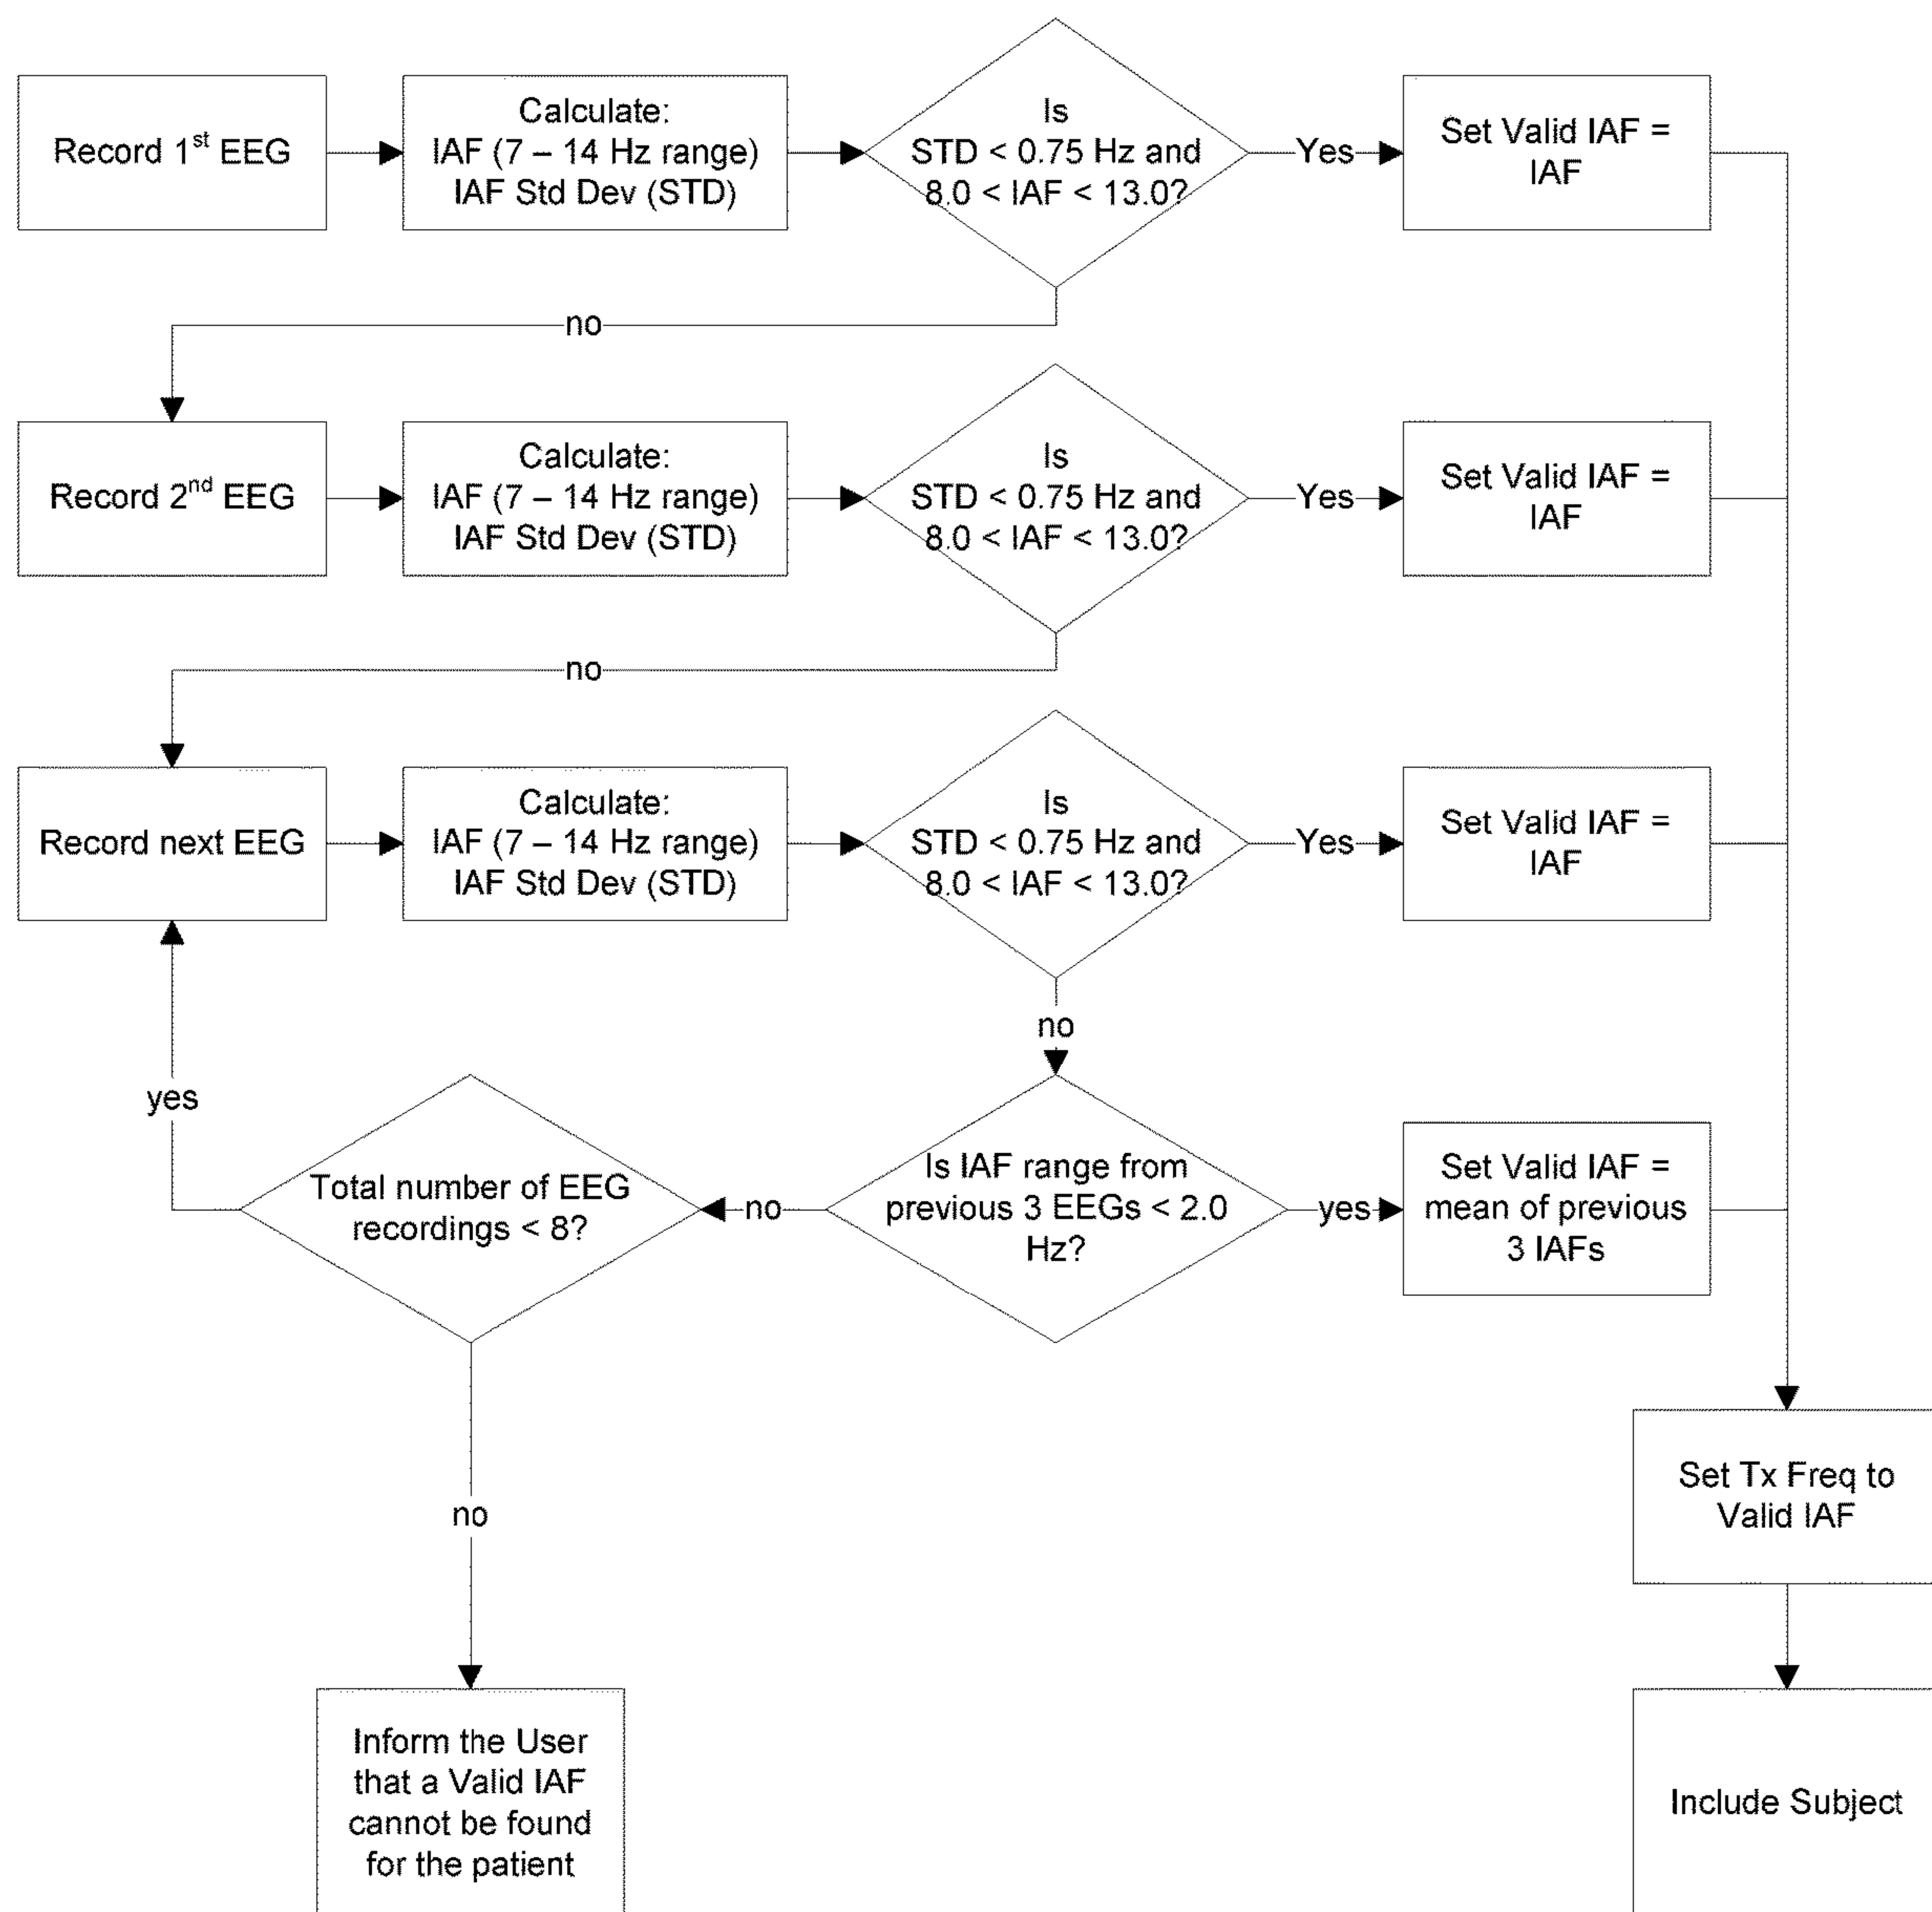 Record 1st EEG
Calculate:
IAF (7 – 14 Hz range)
IAF Std Dev (STD)
Is
STD < 0.75 Hz and
8.0 < IAF < 13.0?
Yes
Set Valid IAF =
IAF
no
Record 2nd EEG
Calculate:
IAF (7 – 14 Hz range)
IAF Std Dev (STD)
Is
STD < 0.75 Hz and
8.0 < IAF < 13.0?
Yes
Set Valid IAF =
IAF
no
Record next EEG
Calculate:
IAF (7 – 14 Hz range)
IAF Std Dev (STD)
Is
STD < 0.75 Hz and
8.0 < IAF < 13.0?
Yes
Set Valid IAF =
IAF
no
yes
Total number of EEG
recordings < 8?
no
Is IAF range from
previous 3 EEGs < 2.0
Hz?
yes
Set Valid IAF =
mean of previous
3 IAFs
no
Set Tx Freq to
Valid IAF
Inform the User
that a Valid IAF
cannot be found
for the patient
Include Subject